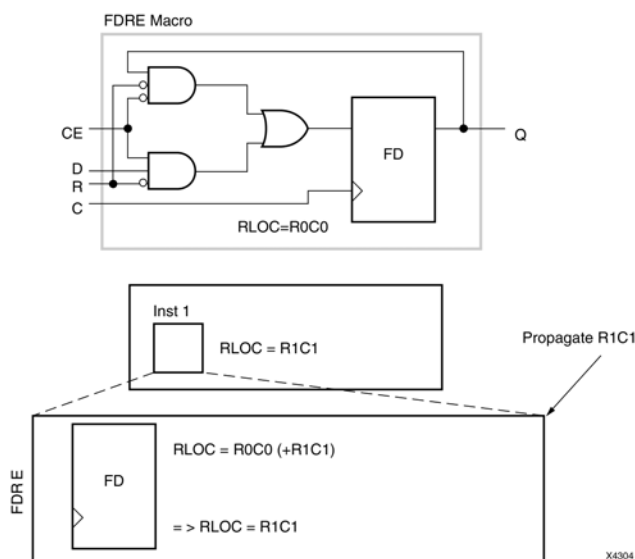 FDRE Macro
CE
D
R
C
FD
Q
RLOC=R0C0
Inst 1
RLOC = R1C1
Propagate R1C1
FDR E
FD
RLOC = R0C0 (+R1C1)
= > RLOC = R1C1
X4304